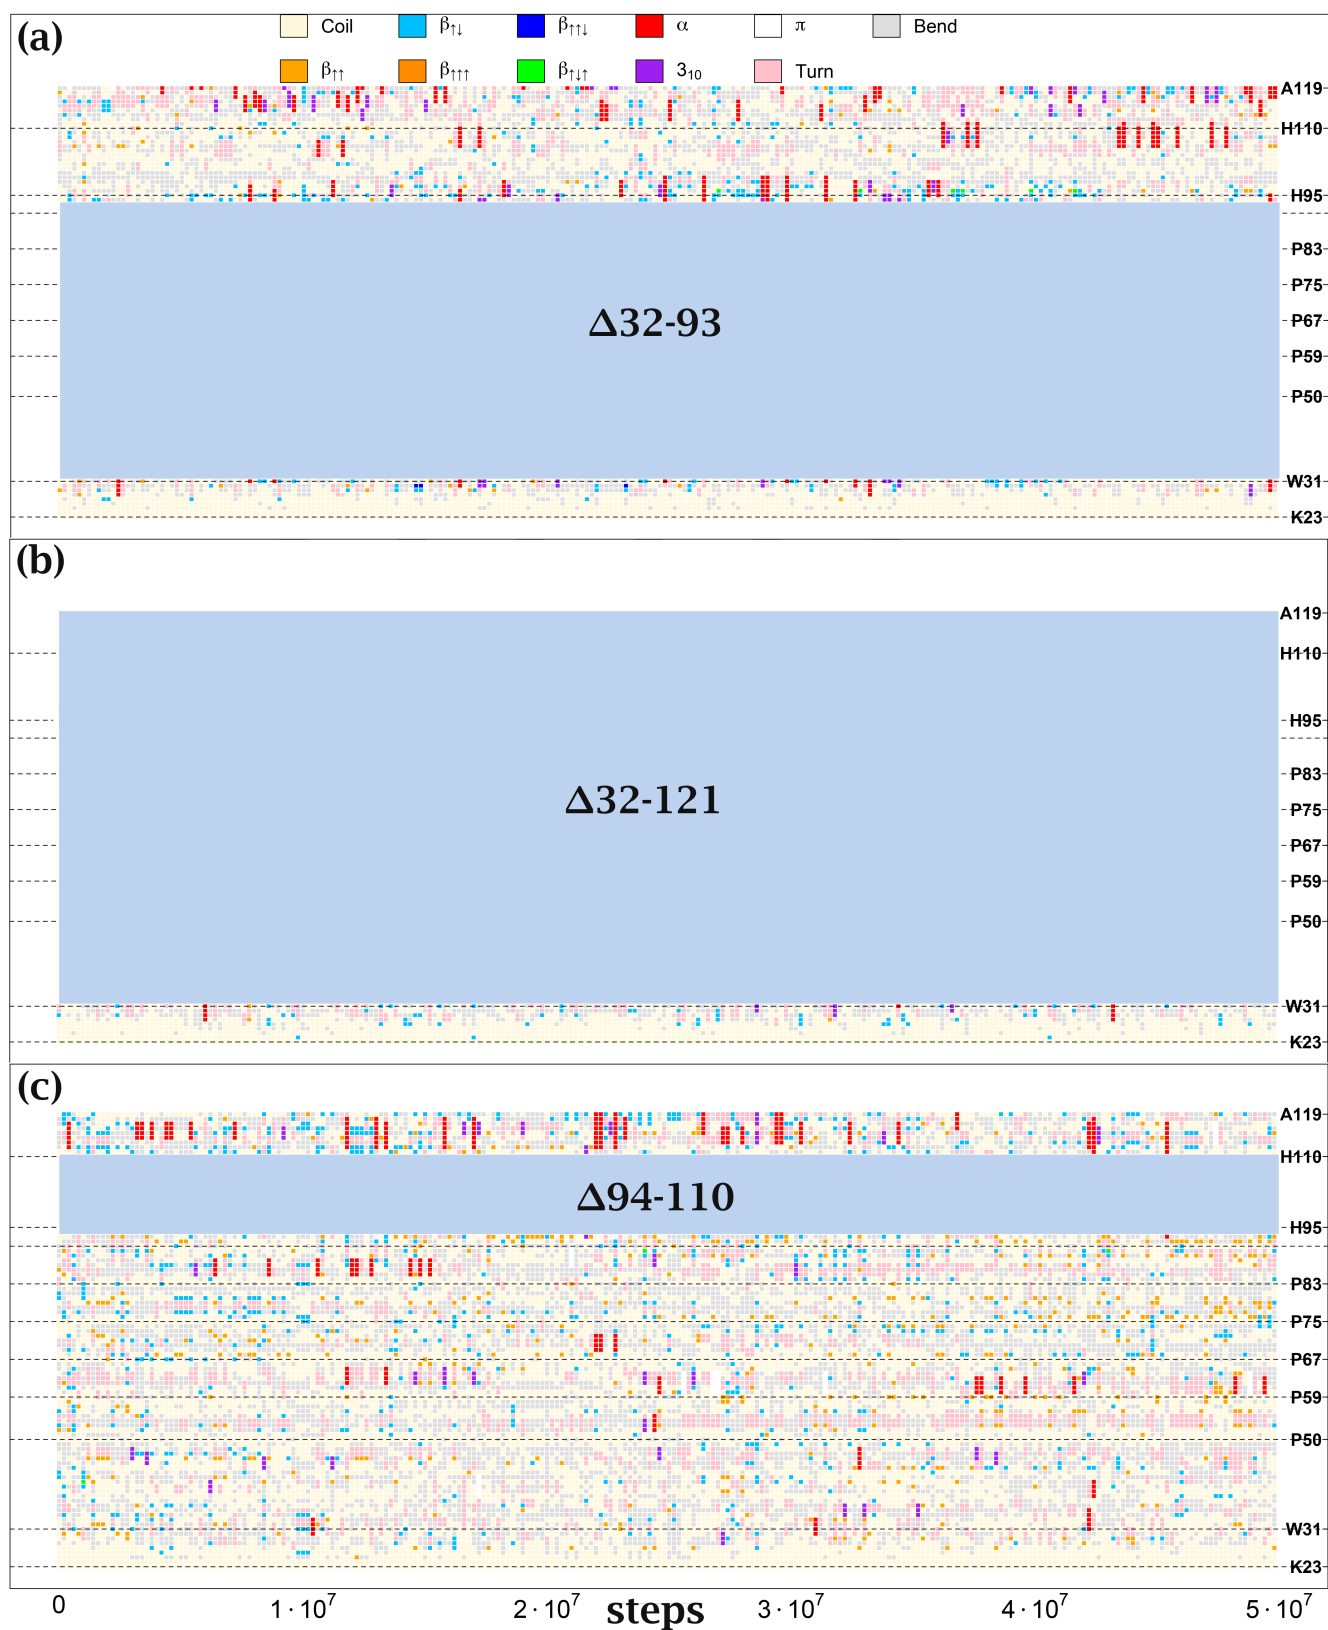 (a)
Coil β↑↓ β↑↑↓ α π Bend
β↑↑ β↑↑↑ β↑↓↑ 3₁₀ Turn
A119
H110
H95
P83
P75
Δ32-93
P67
P59
P50
W31
K23
(b)
A119
H110
H95
P83
Δ32-121
P75
P67
P59
P50
W31
K23
(c)
A119
H110
Δ94-110
H95
P83
P75
P67
P59
P50
W31
K23
0 1·10⁷ 2·10⁷ steps 3·10⁷ 4·10⁷ 5·10⁷